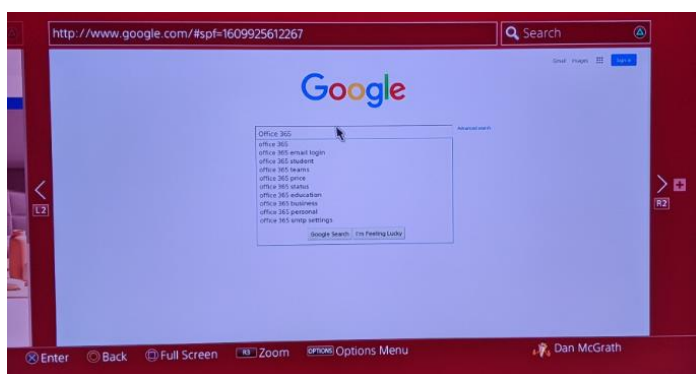 http://www.google.com/#spf=1609925612267
Search
Gmail Images
Sign in
Google
Office 365
Advanced search
office 365
office 365 email login
office 365 student
office 365 teams
office 365 price
office 365 status
office 365 education
office 365 business
office 365 personal
office 365 smtp settings
Google Search I'm Feeling Lucky
L2
R2
Enter Back Full Screen R3 Zoom OPTIONS Options Menu Dan McGrath